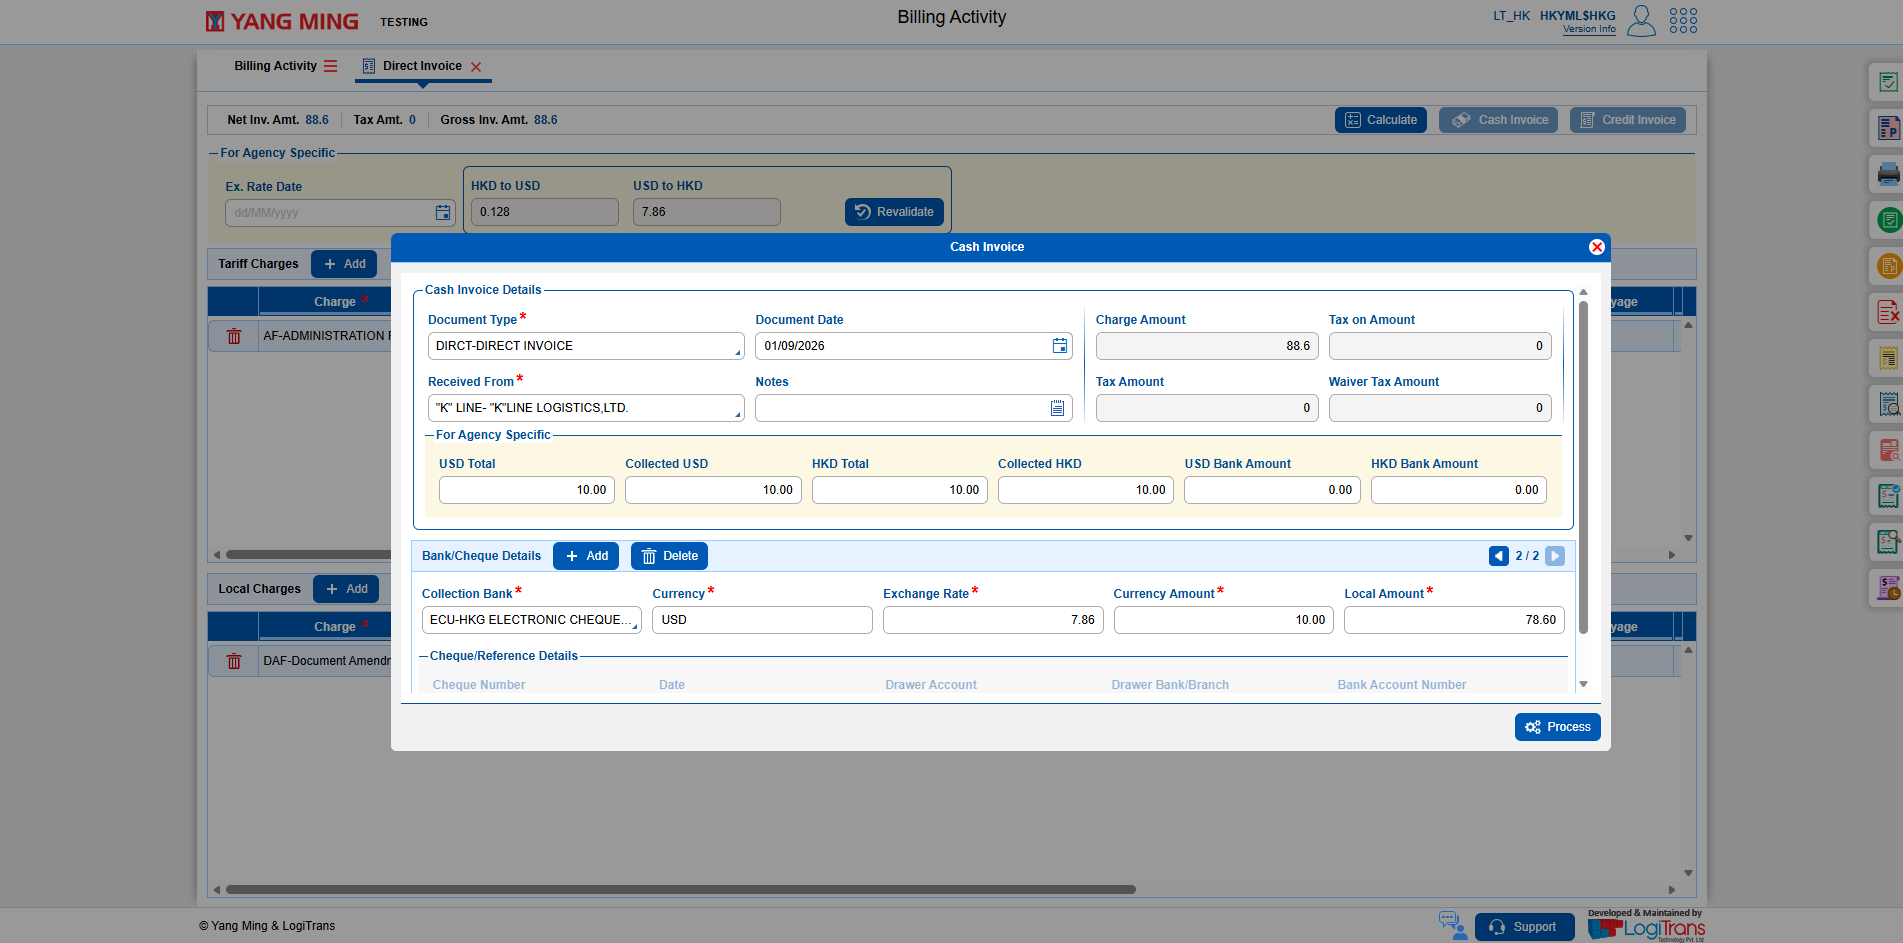 YANG MING TESTING
Billing Activity
LT_HK HKYML$HKG
Version Info
Billing Activity
Direct Invoice
Net Inv. Amt. 88.6 Tax Amt. 0 Gross Inv. Amt. 88.6
Calculate
Cash Invoice
Credit Invoice
For Agency Specific
Ex. Rate Date
dd/MM/yyyy
HKD to USD
0.128
USD to HKD
7.86
Revalidate
Tariff Charges
Add
Charge *
yage
AF-ADMINISTRATION
Local Charges
Add
Charge *
yage
DAF-Document Amendr
Cash Invoice
Cash Invoice Details
Document Type *
DIRCT-DIRECT INVOICE
Document Date
01/09/2026
Charge Amount
88.6
Tax on Amount
0
Received From *
"K" LINE- "K"LINE LOGISTICS,LTD.
Notes
Tax Amount
0
Waiver Tax Amount
0
For Agency Specific
USD Total
10.00
Collected USD
10.00
HKD Total
10.00
Collected HKD
10.00
USD Bank Amount
0.00
HKD Bank Amount
0.00
Bank/Cheque Details
Add
Delete
2 / 2
Collection Bank *
ECU-HKG ELECTRONIC CHEQUE...
Currency *
USD
Exchange Rate *
7.86
Currency Amount *
10.00
Local Amount *
78.60
Cheque/Reference Details
Cheque Number
Date
Drawer Account
Drawer Bank/Branch
Bank Account Number
Process
© Yang Ming & LogiTrans
Support
Developed & Maintained by
LogiTrans
Technology Pvt. Ltd.